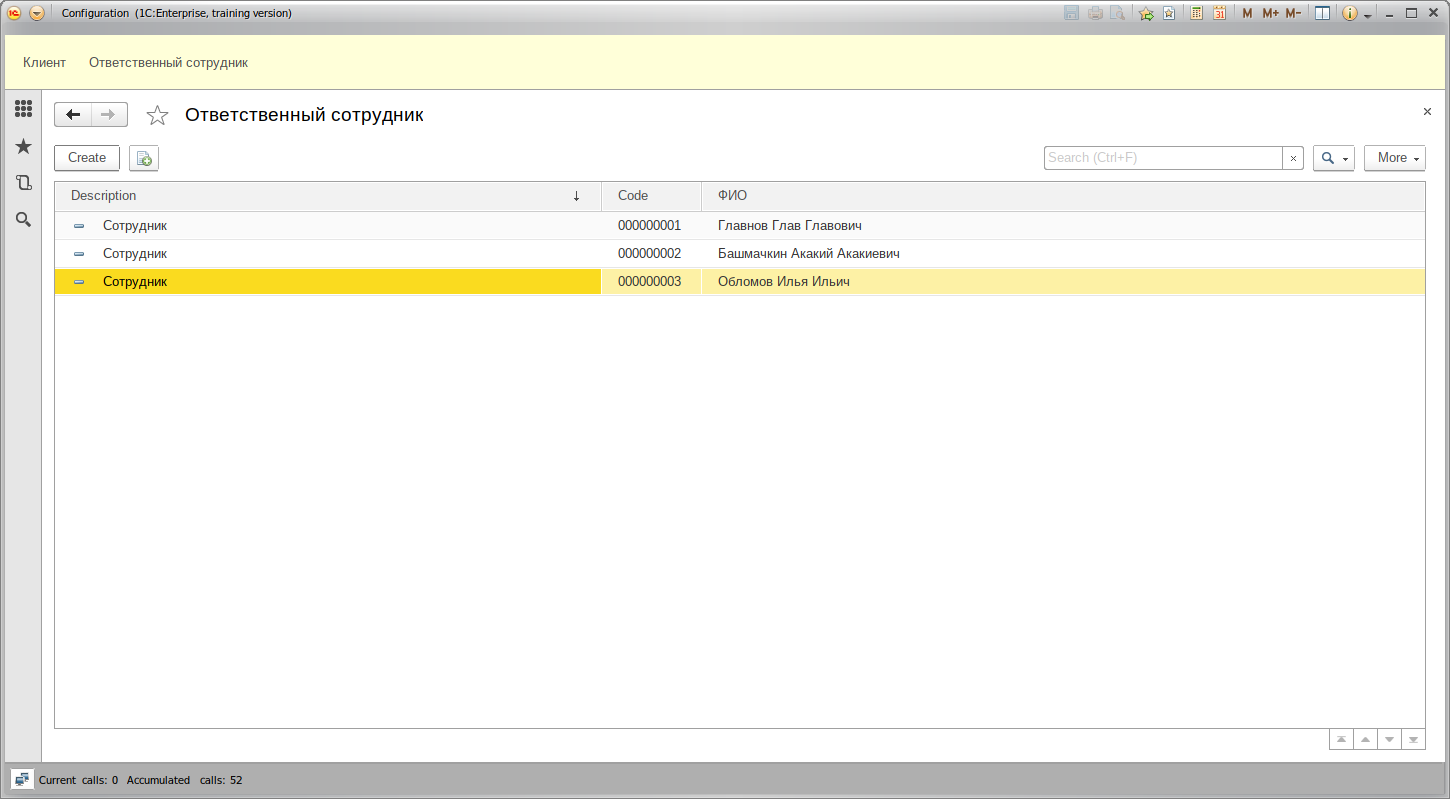 Configuration (1C:Enterprise, training version)
M M+ M-
31
Клиент Ответственный сотрудник
Ответственный сотрудник
Create
Search (Ctrl+F)
More
Description Code ФИО
Сотрудник 000000001 Главнов Глав Главович
Сотрудник 000000002 Башмачкин Акакий Акакиевич
Сотрудник 000000003 Обломов Илья Ильич
Current calls: 0 Accumulated calls: 52